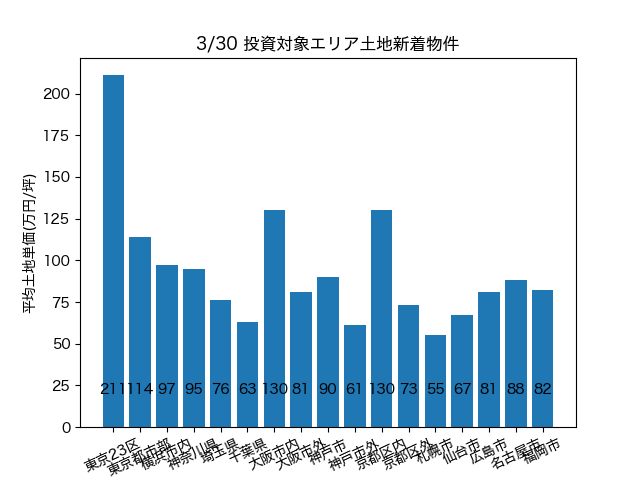 3/30 投資対象エリア土地新着物件
平均土地単価(万円/坪)
200
175
150
125
100
75
50
25
0
211 114 97 95 76 63 130 81 90 61 130 73 55 67 81 88 82
東京23区
東京都市部
横浜市内
神奈川県
埼玉県
千葉県
大阪市内
大阪市外
神戸市
神戸市外
京都区内
京都区外
札幌市
仙台市
広島市
名古屋市
福岡市